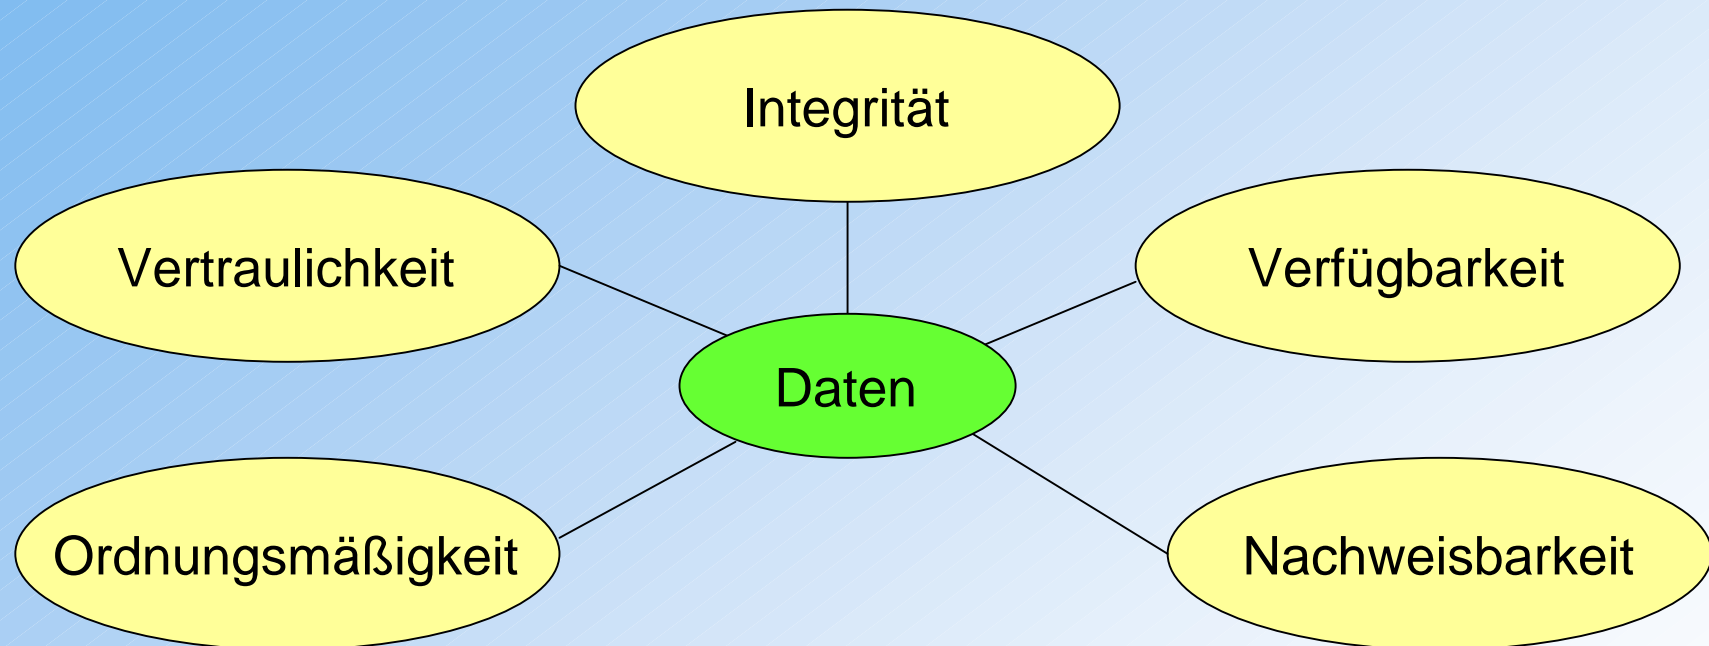 Integrität
Vertraulichkeit
Verfügbarkeit
Daten
Ordnungsmäßigkeit
Nachweisbarkeit